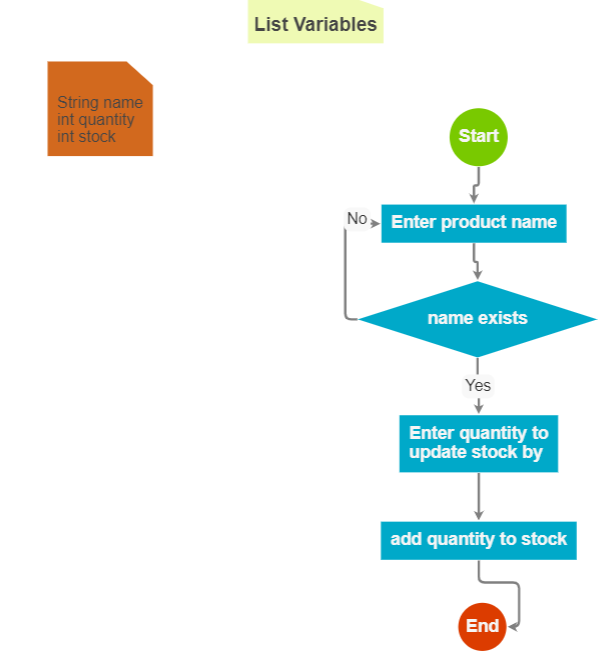 List Variables
String name
int quantity
int stock
Start
No
Enter product name
name exists
Yes
Enter quantity to
update stock by
add quantity to stock
End